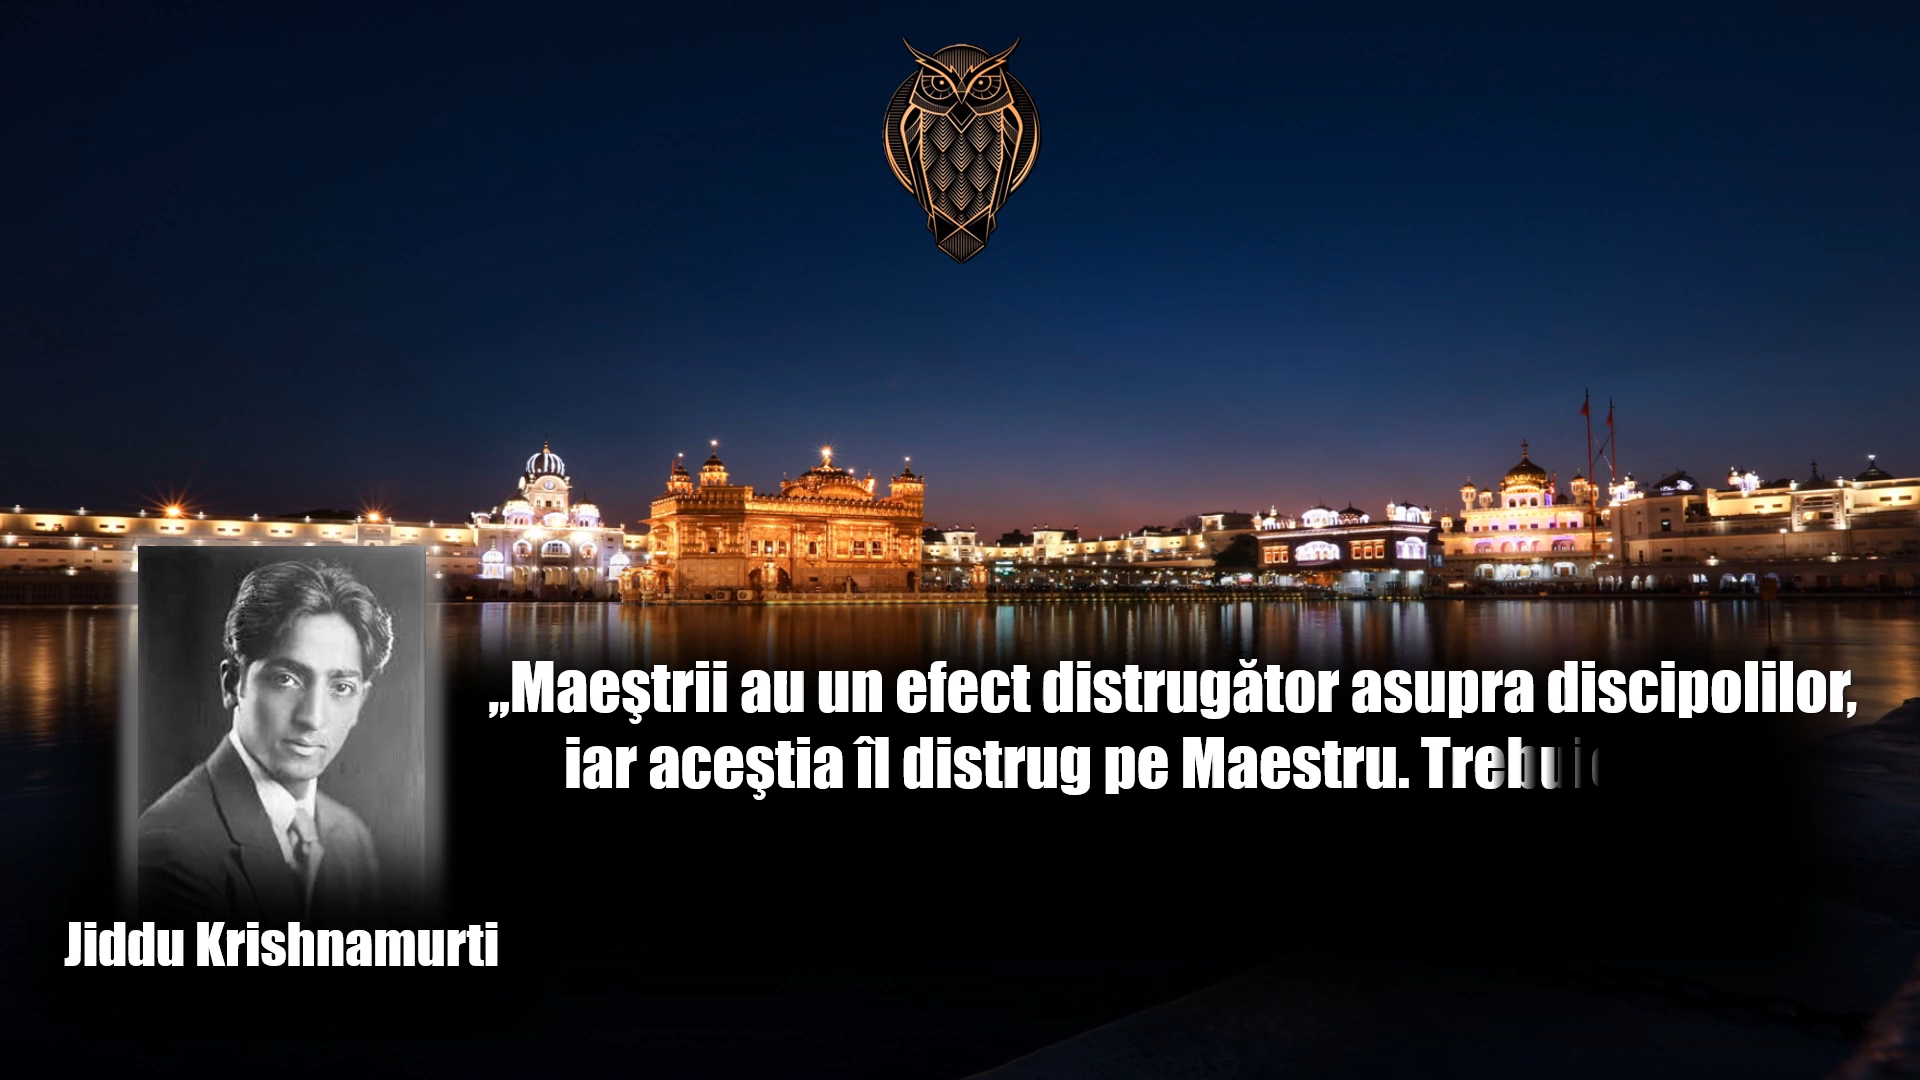 „Maeştrii au un efect distrugător asupra discipolilor,
iar aceştia îl distrug pe Maestru.
Jiddu Krishnamurti